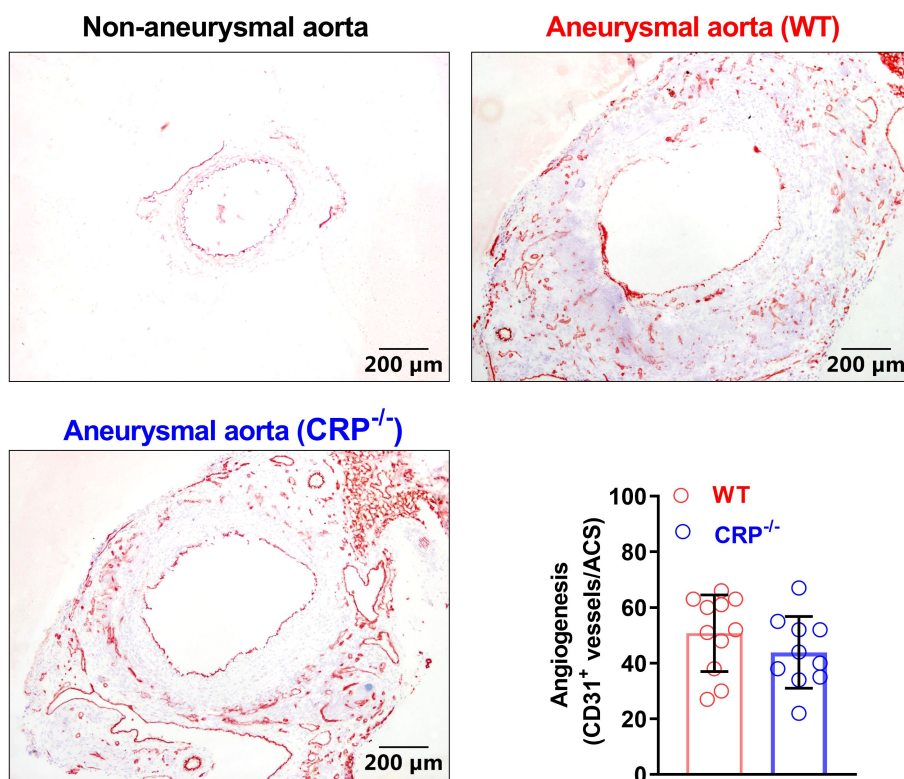 Non-aneurysmal aorta
Aneurysmal aorta (WT)
200 µm
200 µm
Aneurysmal aorta (CRP⁻/⁻)
200 µm
Angiogenesis
(CD31⁺ vessels/ACS)
100
80
60
40
20
0
WT
CRP⁻/⁻